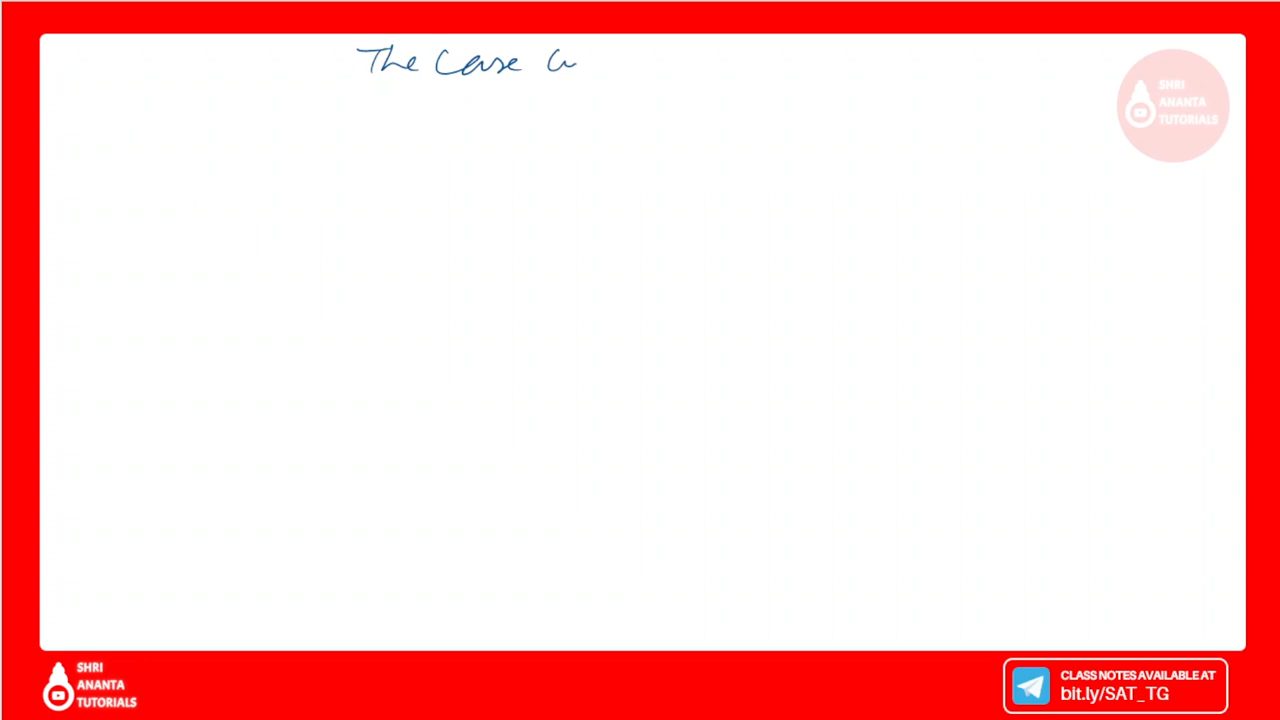 The Case
SHRI
ANANTA
TUTORIALS
SHRI
ANANTA
TUTORIALS
CLASS NOTES AVAILABLE AT
bit.ly/SAT_TG